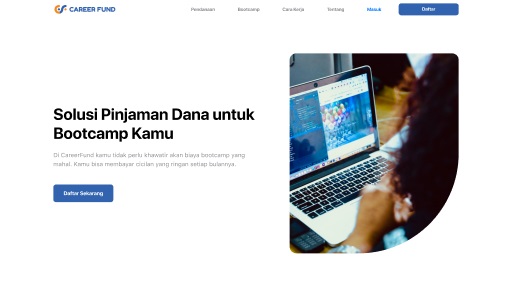 CAREER FUND
Pendanaan
Bootcamp
Cara Kerja
Tentang
Masuk
Daftar
Solusi Pinjaman Dana untuk
Bootcamp Kamu
Di CareerFund kamu tidak perlu khawatir akan biaya bootcamp yang
mahal. Kamu bisa membayar cicilan yang ringan setiap bulannya.
Daftar Sekarang